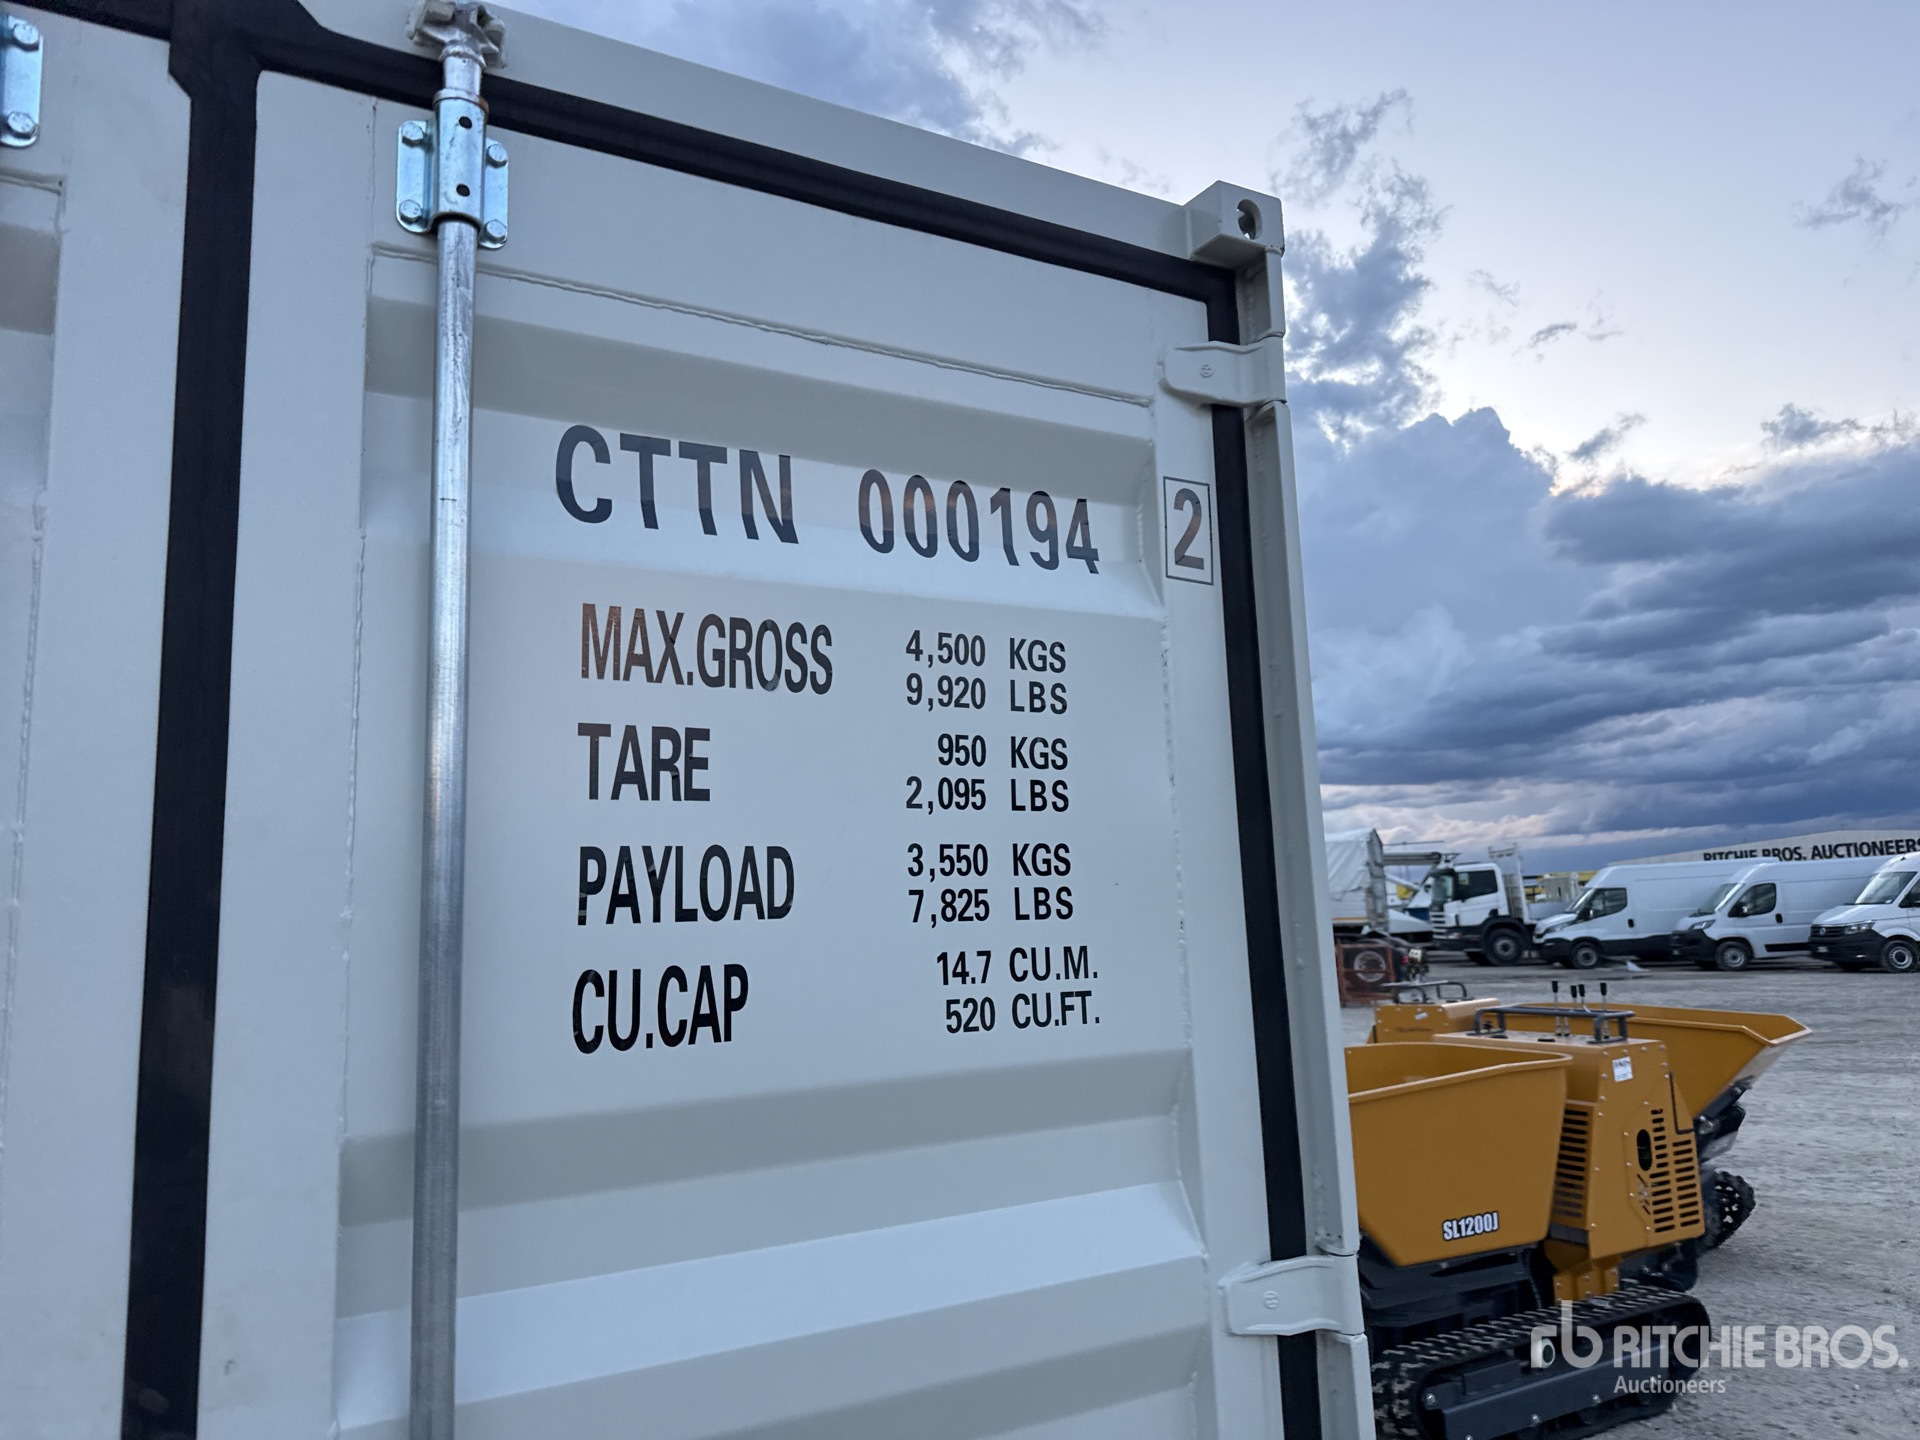 CTTN 000194 2
MAX.GROSS 4,500 KGS
9,920 LBS
TARE 950 KGS
2,095 LBS
PAYLOAD 3,550 KGS
7,825 LBS
CU.CAP 14.7 CU.M.
520 CU.FT.
RITCHIE BROS. AUCTIONEERS
SL1200J
rb RITCHIE BROS.
Auctioneers